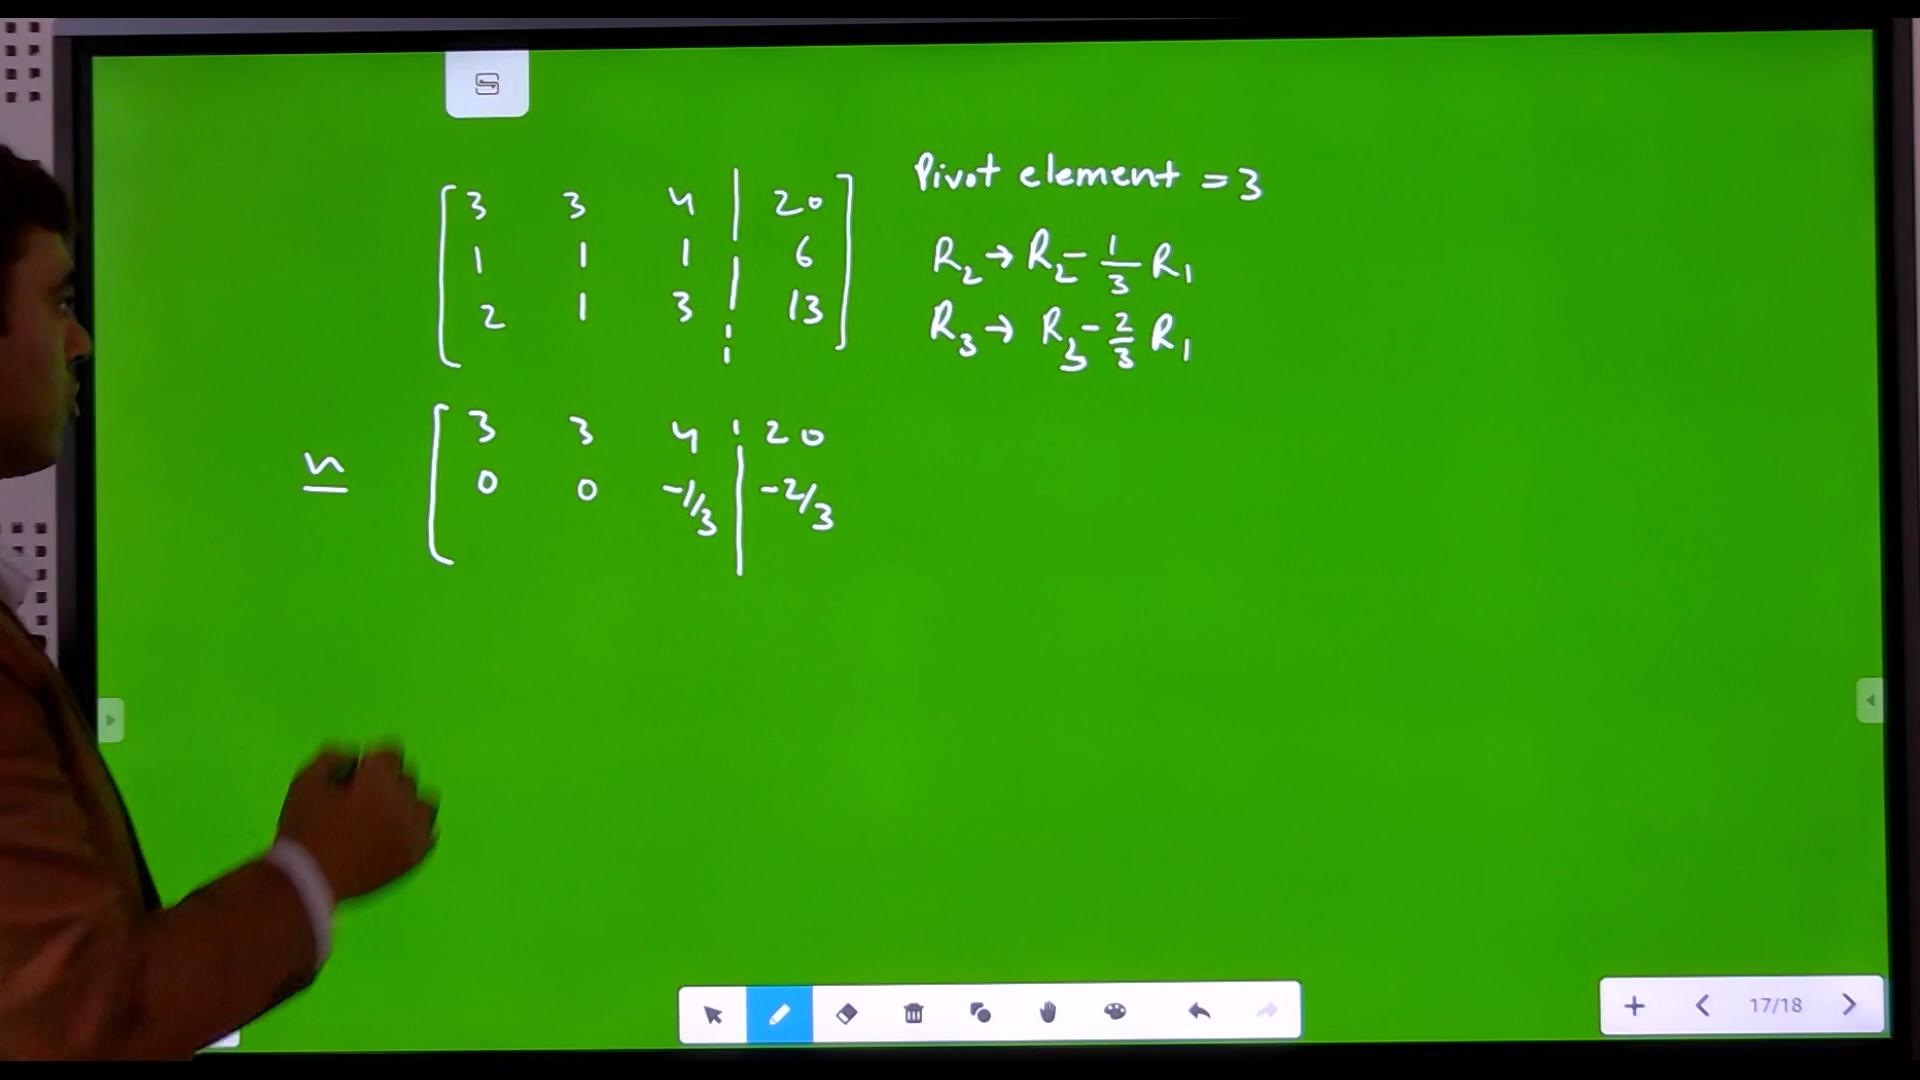 3 3 4 | 20
1 1 1 | 6
2 1 3 | 13
Pivot element = 3
R₂ → R₂ - 1/3 R₁
R₃ → R₃ - 2/3 R₁
~ 3 3 4 | 20
0 0 -1/3 | -2/3
17/18